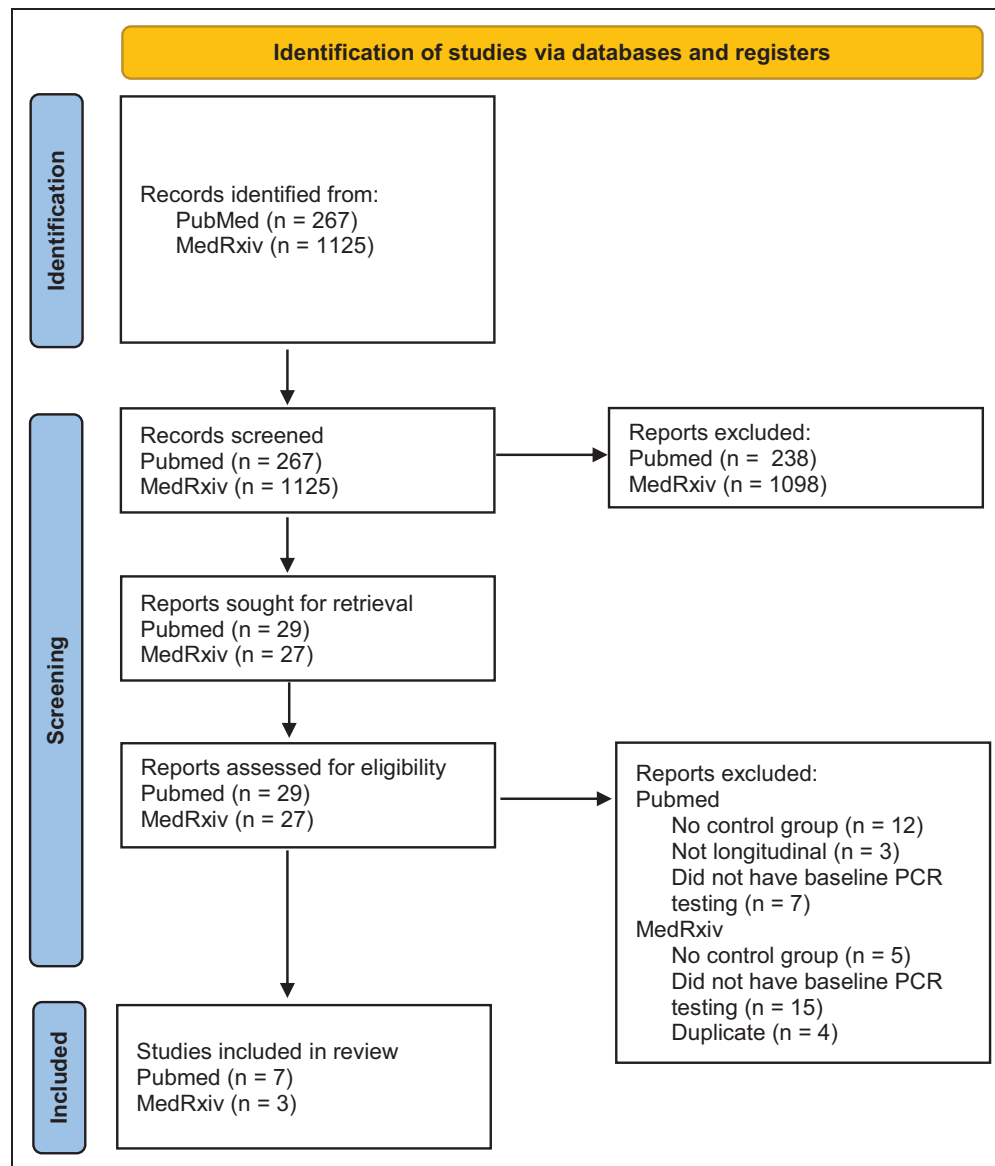 Identification of studies via databases and registers
Identification
Records identified from:
PubMed (n = 267)
MedRxiv (n = 1125)
Screening
Records screened
Pubmed (n = 267)
MedRxiv (n = 1125)
Reports excluded:
Pubmed (n =  238)
MedRxiv (n = 1098)
Reports sought for retrieval
Pubmed (n = 29)
MedRxiv (n = 27)
Reports assessed for eligibility
Pubmed (n = 29)
MedRxiv (n = 27)
Reports excluded:
Pubmed
No control group (n = 12)
Not longitudinal (n = 3)
Did not have baseline PCR
testing (n = 7)
MedRxiv
No control group (n = 5)
Did not have baseline PCR
testing (n = 15)
Duplicate (n = 4)
Included
Studies included in review
Pubmed (n = 7)
MedRxiv (n = 3)